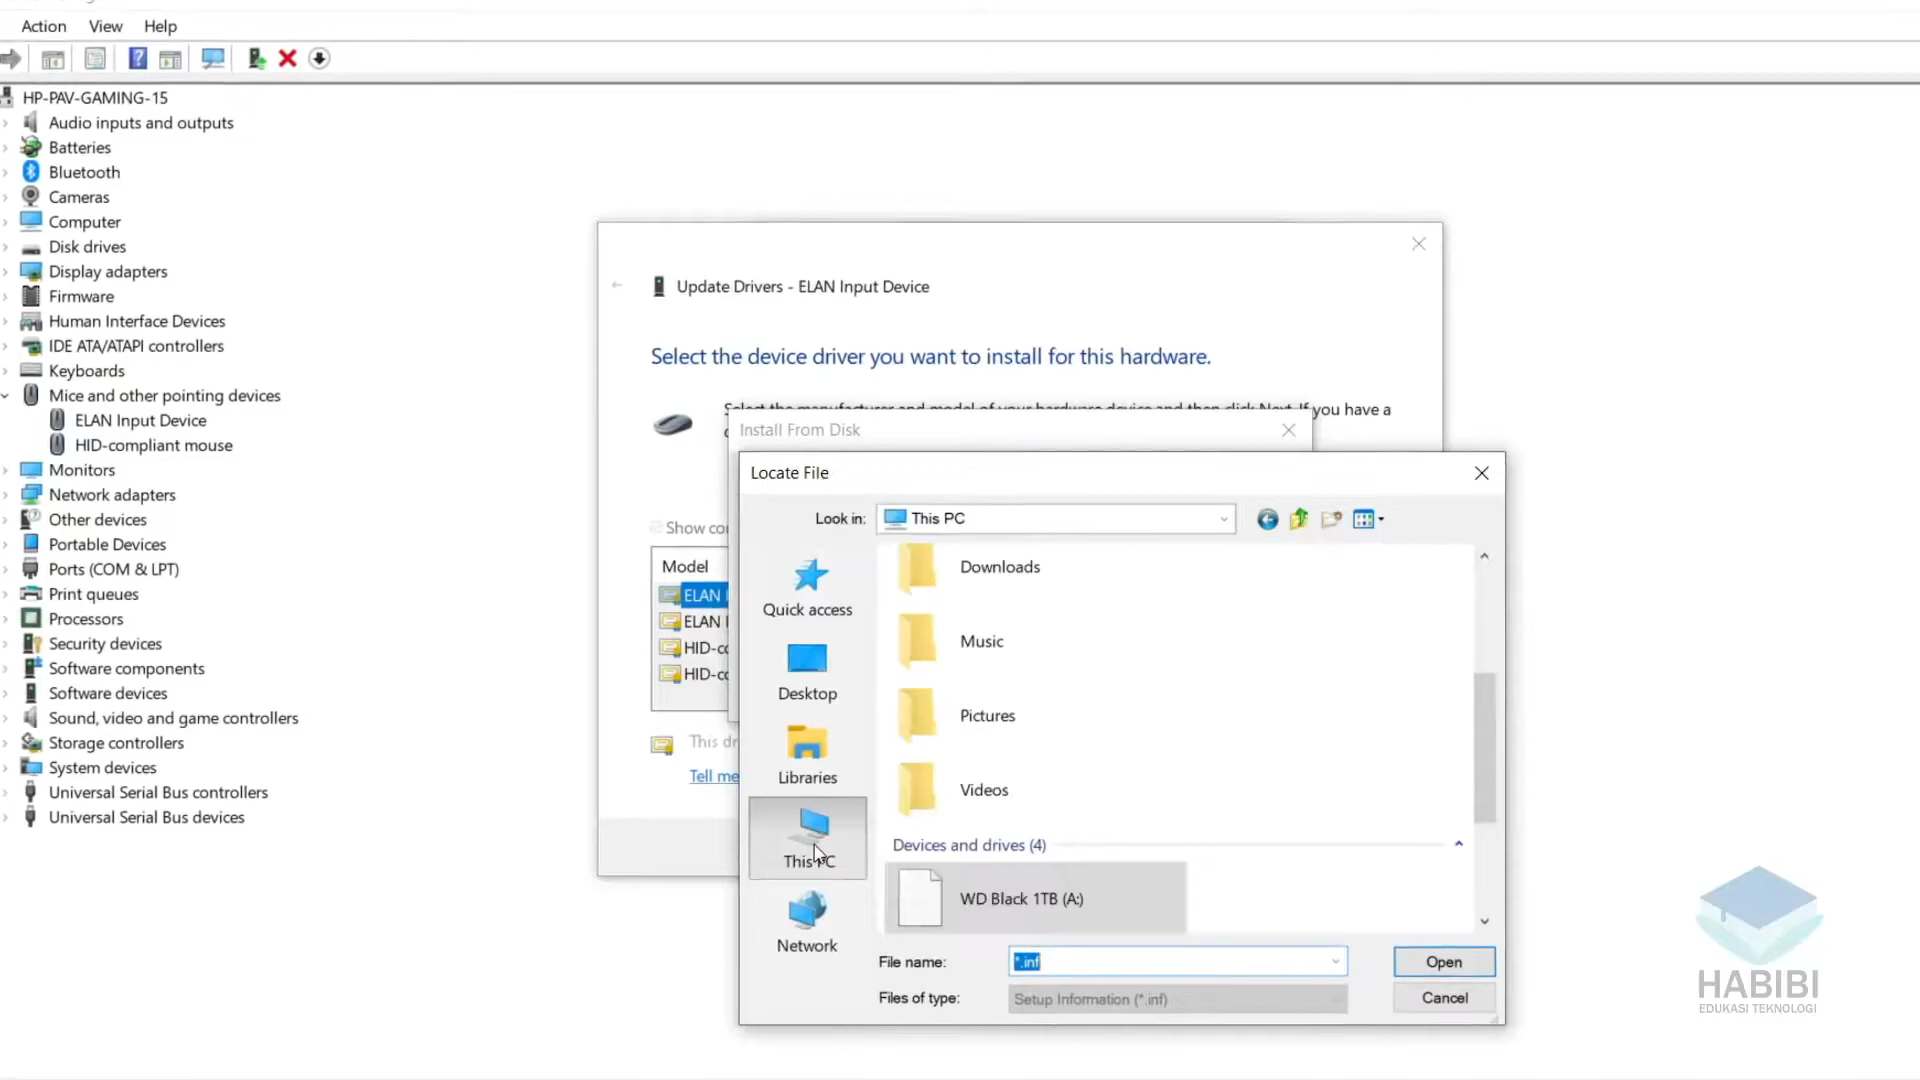 Action View Help
HP-PAV-GAMING-15
Audio inputs and outputs
Batteries
Bluetooth
Cameras
Computer
Disk drives
Display adapters
Firmware
Human Interface Devices
IDE ATA/ATAPI controllers
Keyboards
Mice and other pointing devices
ELAN Input Device
HID-compliant mouse
Monitors
Network adapters
Other devices
Portable Devices
Ports (COM & LPT)
Print queues
Processors
Security devices
Software components
Software devices
Sound, video and game controllers
Storage controllers
System devices
Universal Serial Bus controllers
Universal Serial Bus devices
Update Drivers - ELAN Input Device
Select the device driver you want to install for this hardware.
Select the manufacturer and model of your hardware device and then click Next. If you have a
Show
Model
ELAN
ELAN
Tell me
Install From Disk
Locate File
Look in: This PC
Quick access
Desktop
Libraries
This PC
Network
Downloads
Music
Pictures
Videos
Devices and drives (4)
WD Black 1TB (A:)
File name: *.inf
Open
Files of type: Setup Information (*.inf)
Cancel
HABIBI
EDUKASI TEKNOLOGI